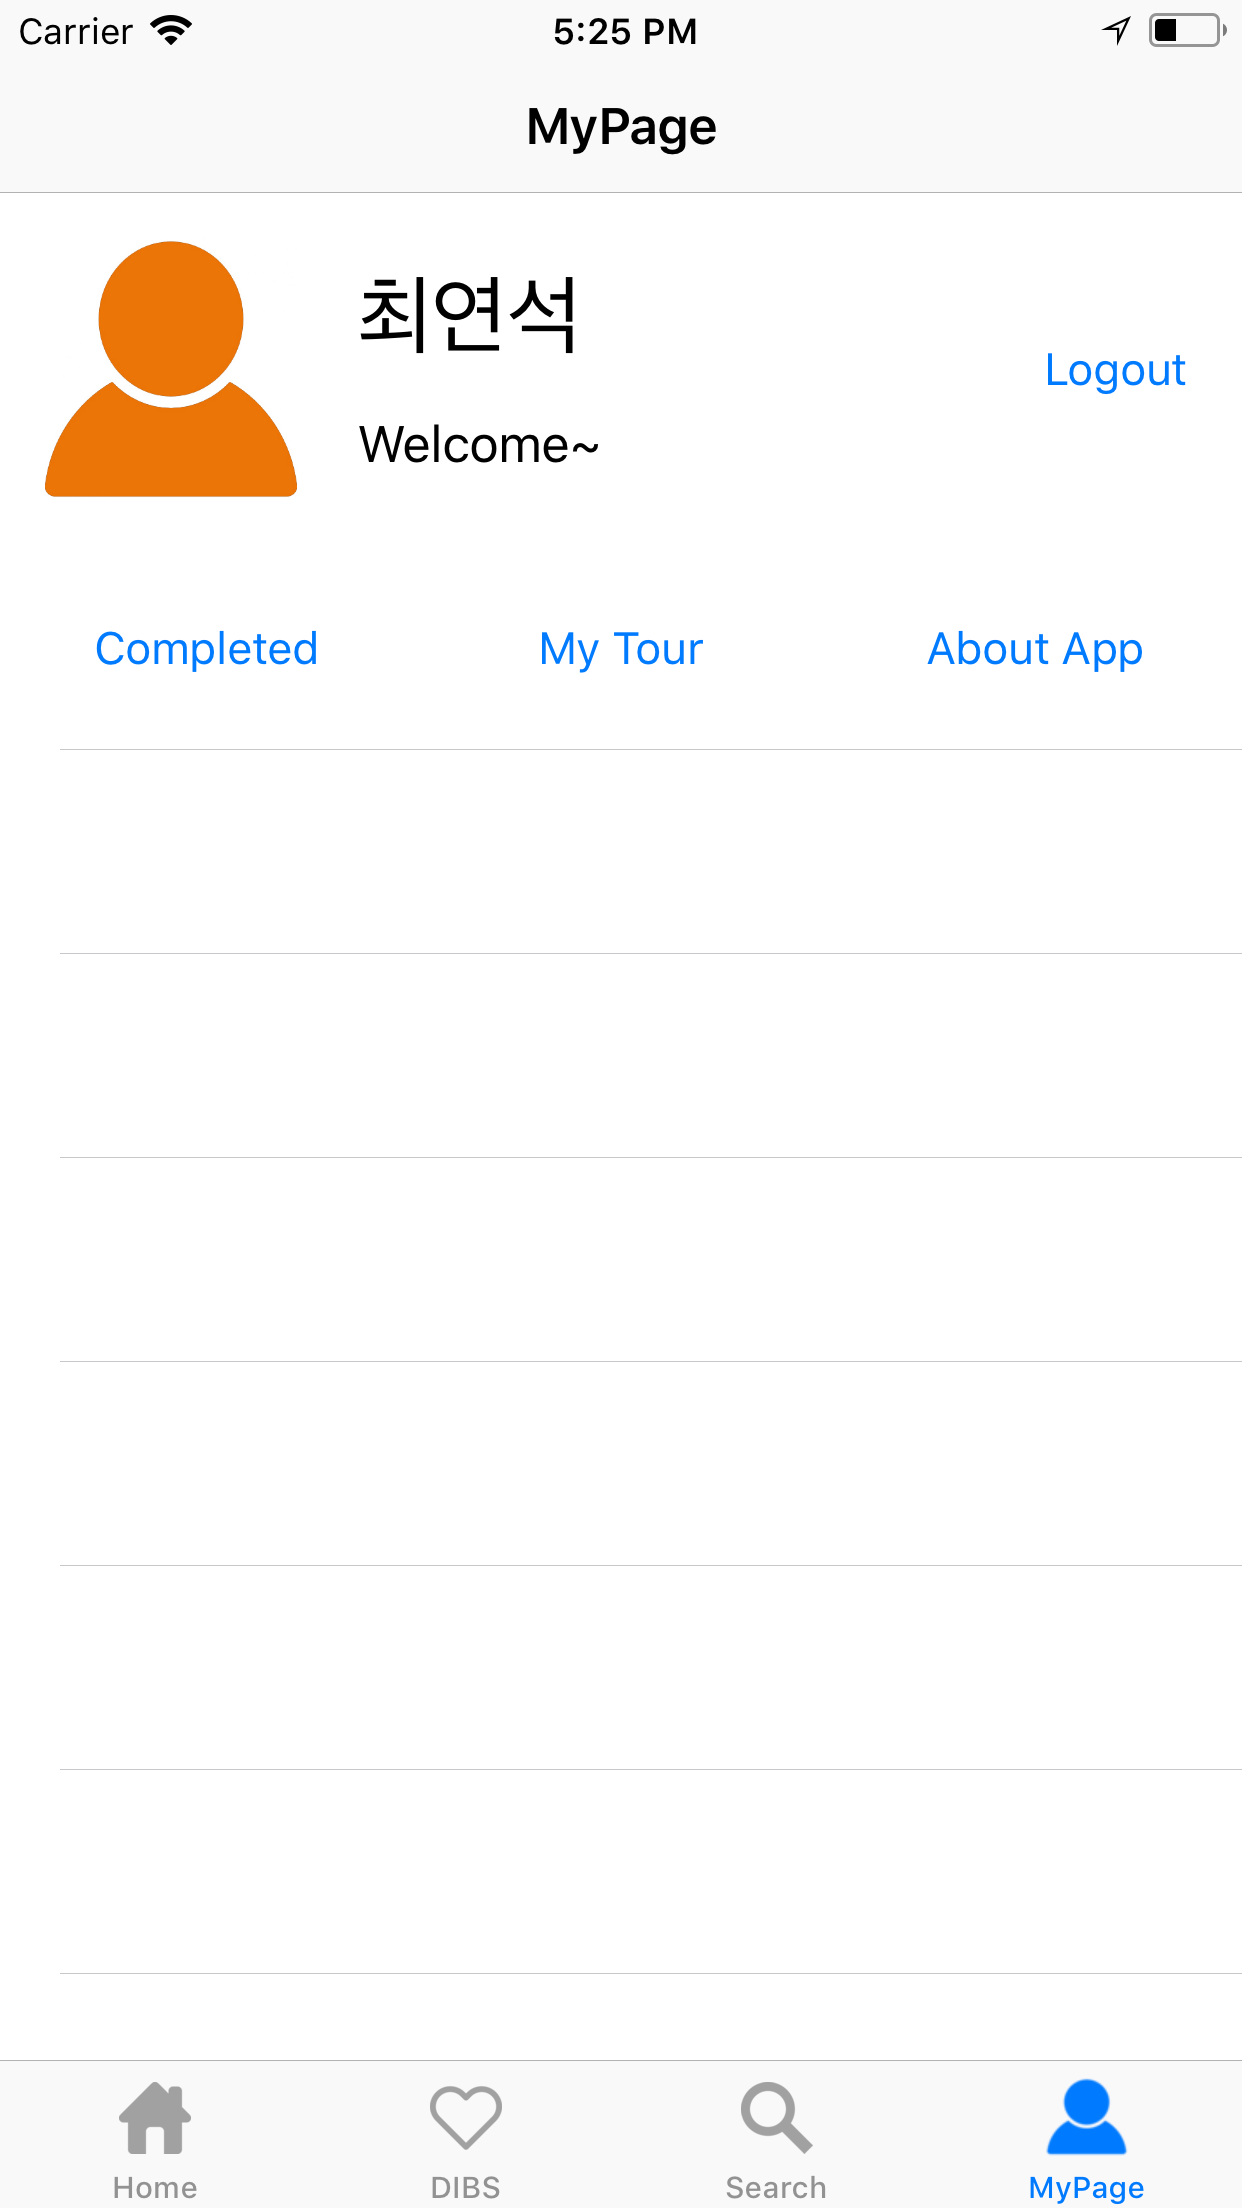 Carrier 5:25 PM
MyPage
최연석
Logout
Welcome~
Completed My Tour About App
Home DIBS Search MyPage